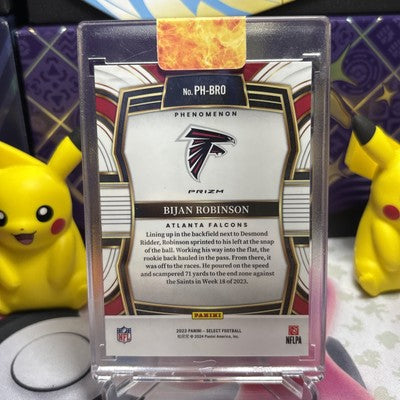 No. PH-BRO
PHENOMENON
PRIZM
BIJAN ROBINSON
ATLANTA FALCONS
Lining up in the backfield next to Desmond
Ridder, Robinson sprinted to his left at the snap
of the ball. Working his way into the flat, the
rookie back hauled in the pass. From there, it
was off to the races. He poured on the speed
and scampered 71 yards to the end zone against
the Saints in Week 18 of 2023.
PANINI
2023 PANINI - SELECT FOOTBALL
© 2024 Panini America, Inc.
NFL
NFLPA